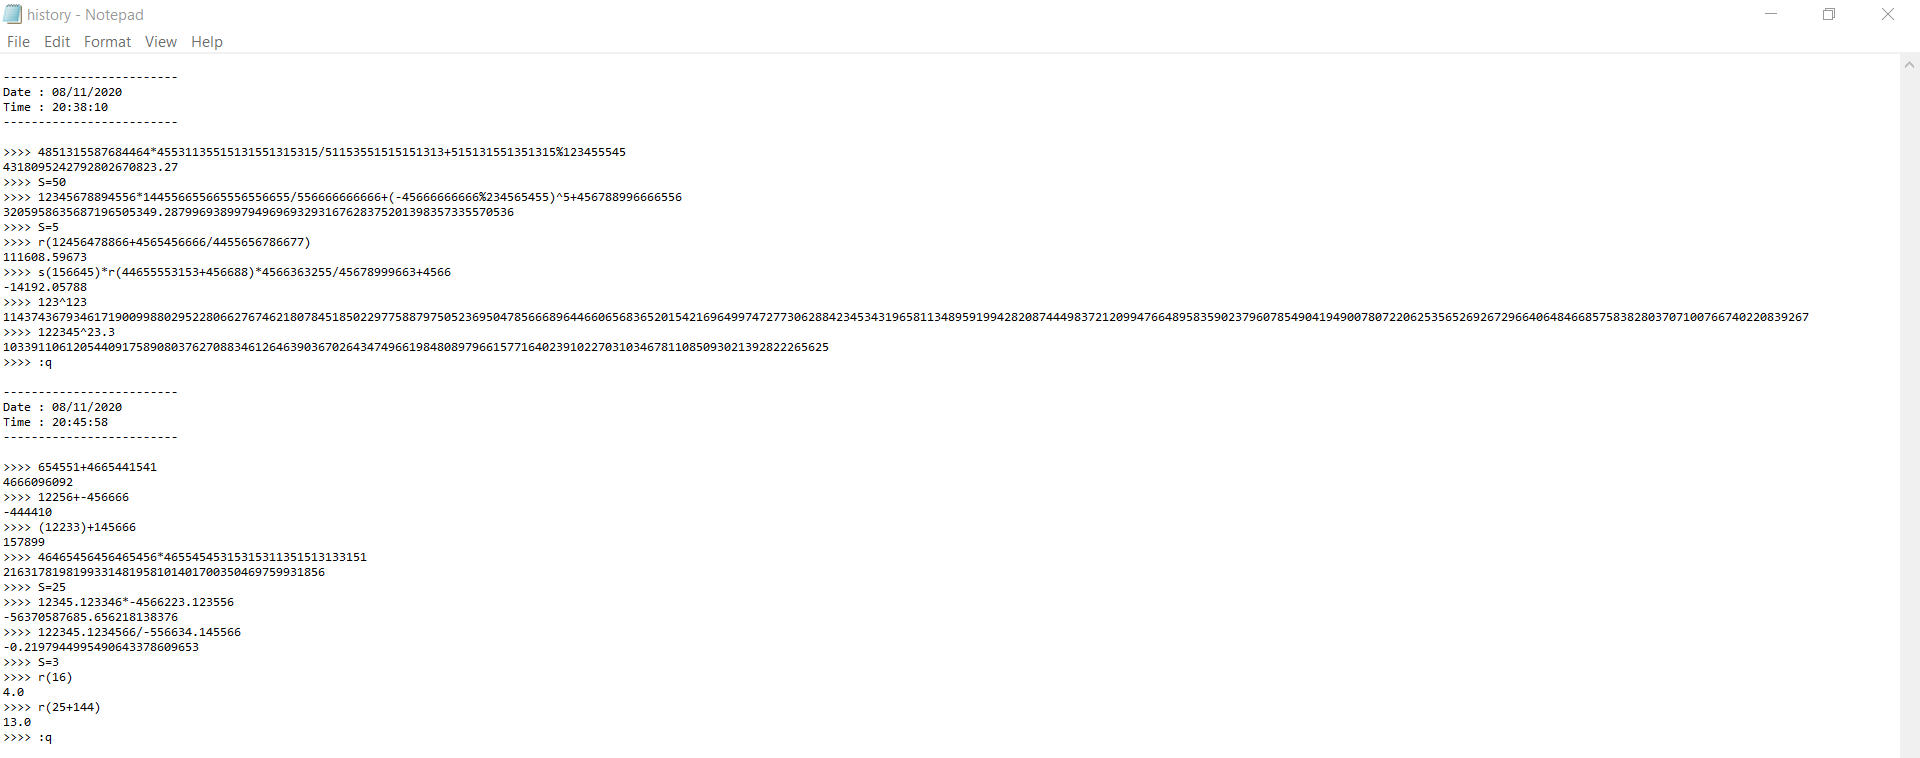 history - Notepad
File Edit Format View Help
-------------------------
Date : 08/11/2020
Time : 20:38:10
-------------------------
>>>> 4851315587684464*45531135515131551315315/51153551515151313+515131551351315%123455545
4318095242792802670823.27
>>>> S=50
>>>> 12345678894556*144556655665556556655/556666666666+(-45666666666%234565455)^5+456788996666556
3205958635687196505349.28799693899794969693293167628375201398357335570536
>>>> S=5
>>>> r(12456478866+4565456666/4455656786677)
111608.59673
>>>> s(156645)*r(44655553153+456688)*4566363255/45678999663+4566
-14192.05788
>>>> 123^123
114374367934617190099880295228066276746218078451850229775887975052369504785666896446606568365201542169649974727730628842345343196581134895919942820874449837212099476648958359023796078549041949007807220625356526926729664064846685758382803707100766740220839267
>>>> 122345^23.3
10339110612054409175890803762708834612646390367026434749661984808979661577164023910227031034678110850930213928222​65625
>>>> :q
-------------------------
Date : 08/11/2020
Time : 20:45:58
-------------------------
>>>> 654551+4665441541
4666096092
>>>> 12256+-456666
-444410
>>>> (12233)+145666
157899
>>>> 46465456456465456*46554545315315311351513133151
2163178198199331481958101401700350469759931856
>>>> S=25
>>>> 12345.123346*-4566223.123556
-56370587685.656218138376
>>>> 122345.1234566/-556634.145566
-0.2197944995490643378609653
>>>> S=3
>>>> r(16)
4.0
>>>> r(25+144)
13.0
>>>> :q